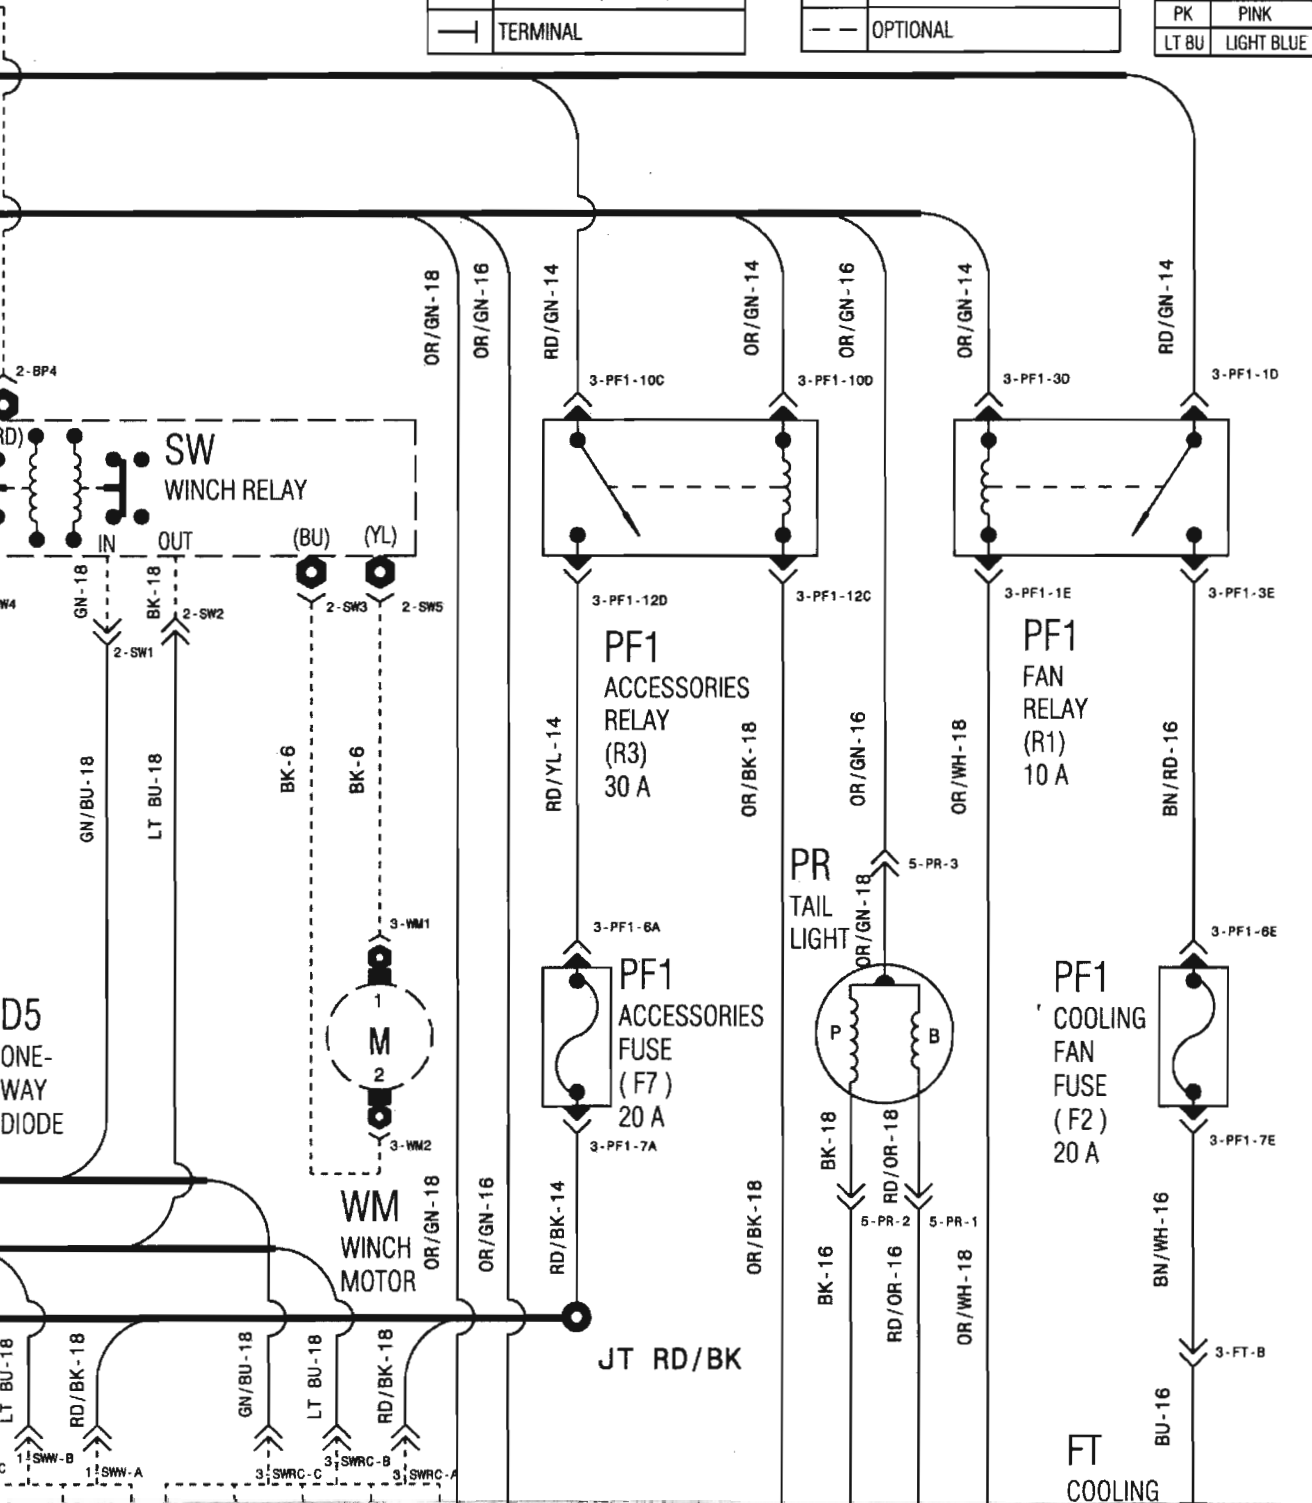 TERMINAL
OPTIONAL
PK PINK
LT BU LIGHT BLUE
OR/GN-18
OR/GN-16
RD/GN-14
OR/GN-14
OR/GN-16
OR/GN-14
RD/GN-14
2-BP4
3-PF1-10C
3-PF1-10D
3-PF1-3D
3-PF1-1D
RD)
SW
WINCH RELAY
IN
OUT
(BU)
(YL)
GN-18
BK-18
W4
2-SW2
2-SW1
2-SW3
2-SW5
3-PF1-12D
3-PF1-12C
3-PF1-1E
3-PF1-3E
PF1
ACCESSORIES
RELAY
(R3)
30 A
PF1
FAN
RELAY
(R1)
10 A
GN/BU-18
LT BU-18
BK-6
BK-6
RD/YL-14
OR/BK-18
OR/GN-16
OR/WH-18
BN/RD-16
PR
TAIL
LIGHT
5-PR-3
OR/GN-18
3-WM1
3-PF1-6A
3-PF1-6E
D5
ONE-
WAY
DIODE
1
M
2
3-WM2
PF1
ACCESSORIES
FUSE
(F7)
20 A
3-PF1-7A
P
B
PF1
COOLING
FAN
FUSE
(F2)
20 A
3-PF1-7E
BK-18
RD/OR-18
WM
WINCH
MOTOR
OR/GN-18
OR/GN-16
RD/BK-14
OR/BK-18
5-PR-2
5-PR-1
BK-16
RD/OR-16
OR/WH-18
BN/WH-16
JT RD/BK
3-FT-B
LT BU-18
RD/BK-18
GN/BU-18
LT BU-18
RD/BK-18
BU-16
C
1-SWW-B
1-SWW-A
3-SWRC-C
3-SWRC-B
3-SWRC-A
FT
COOLING